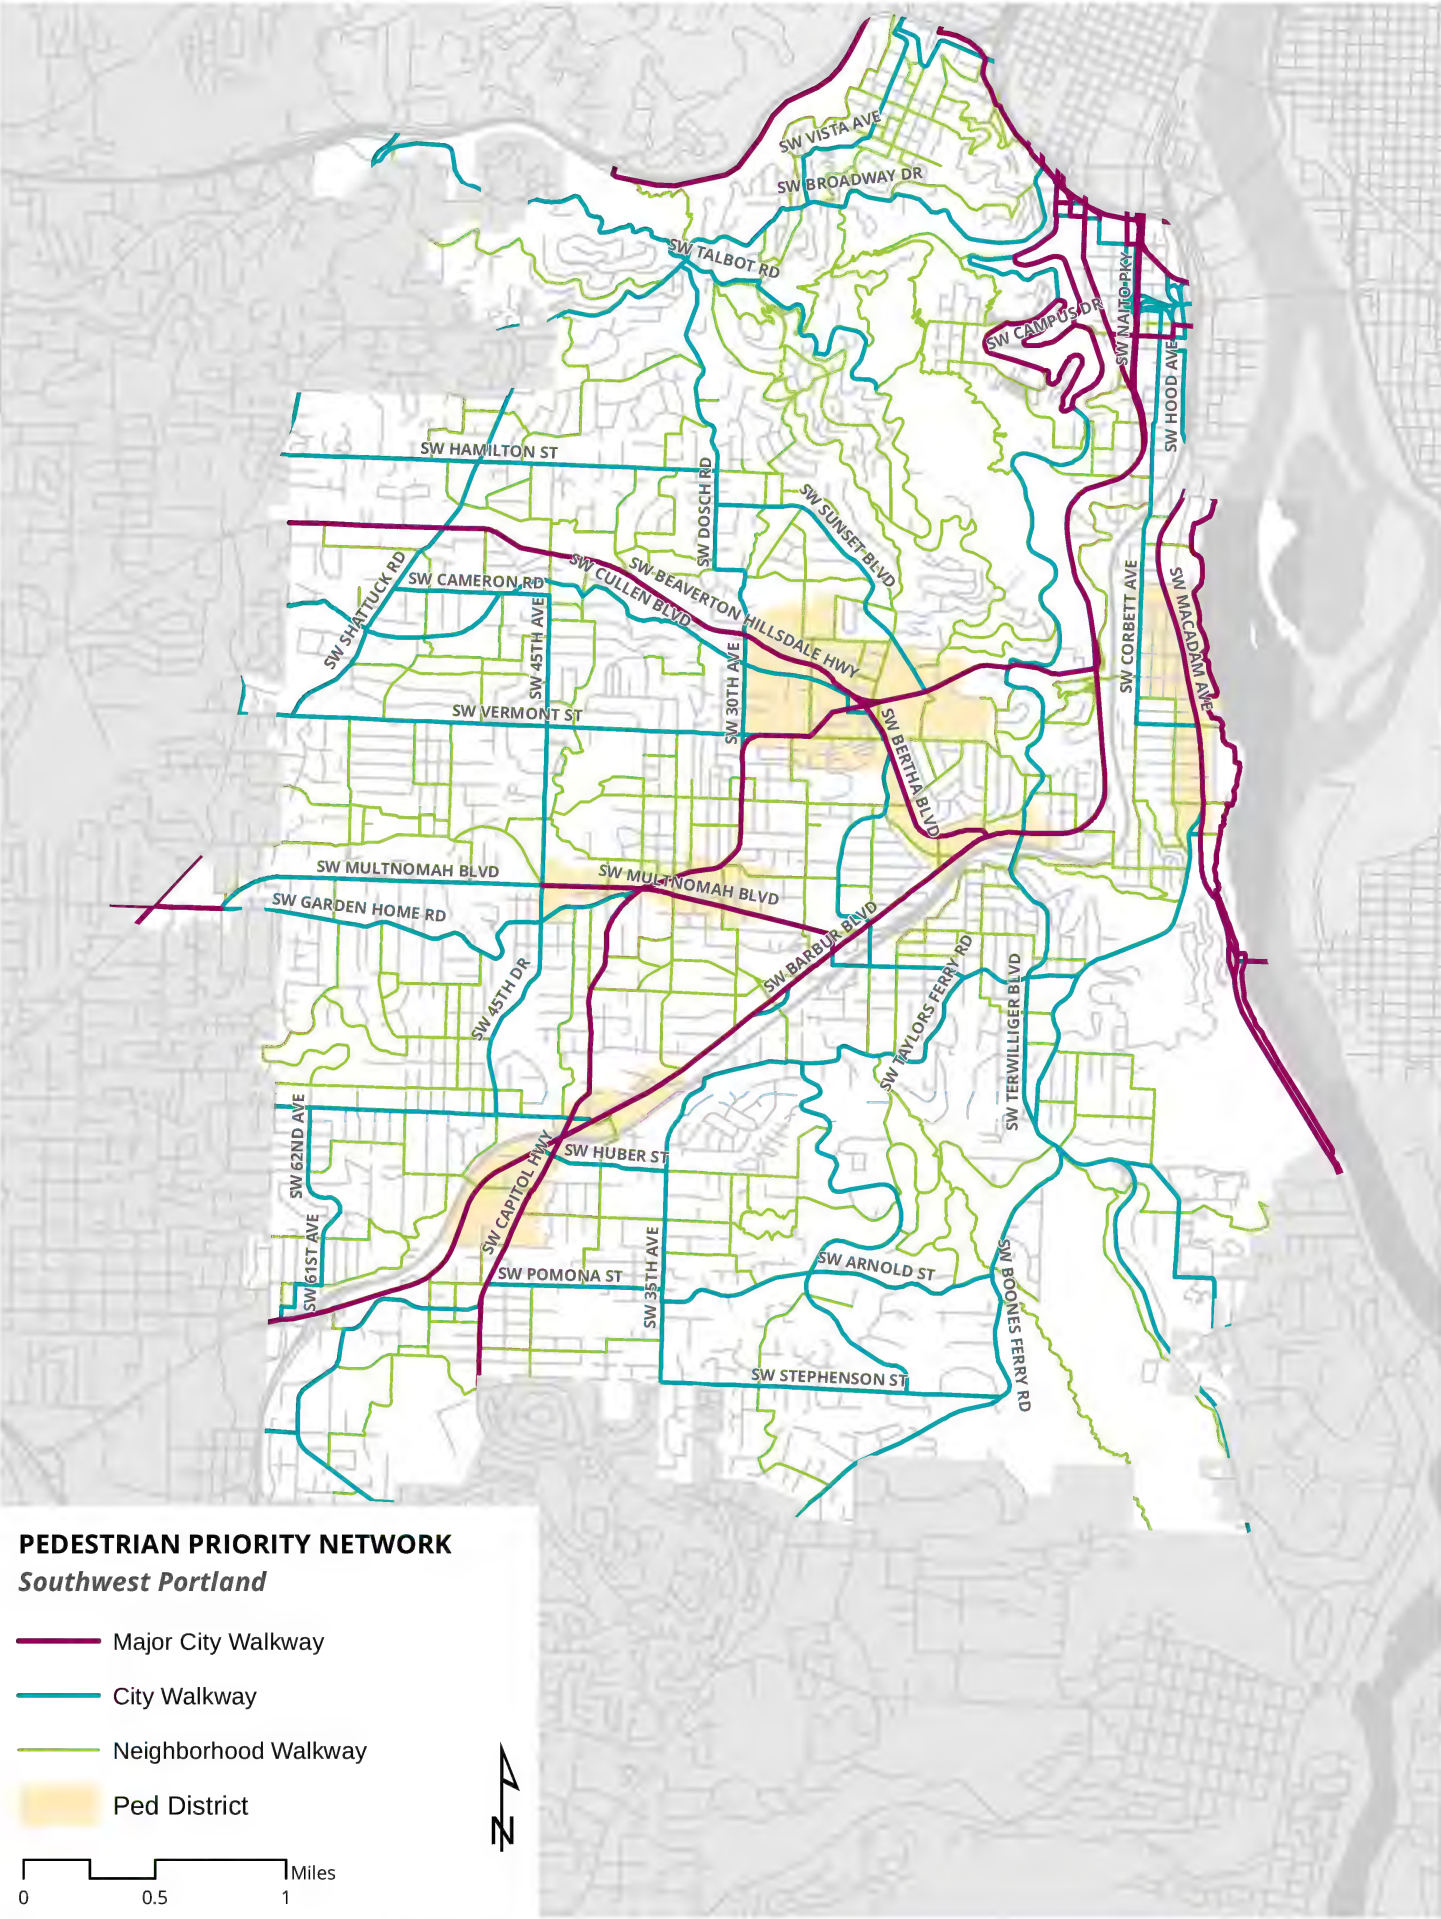 SW VISTA AVE
SW BROADWAY DR
SW TALBOT RD
SW CAMPUS DR
SW NAITO PKY
SW HOOD AVE
SW HAMILTON ST
SW DOSCH RD
SW SUNSET BLVD
SW SHATTUCK RD
SW CAMERON RD
SW CULLEN BLVD
SW BEAVERTON HILLSDALE HWY
SW 45TH AVE
SW 30TH AVE
SW CORBETT AVE
SW MACADAM AVE
SW VERMONT ST
SW BERTHA BLVD
SW MULTNOMAH BLVD
SW MULTNOMAH BLVD
SW GARDEN HOME RD
SW BARBUR BLVD
SW 45TH DR
SW TAYLORS FERRY RD
SW TERWILLIGER BLVD
SW 62ND AVE
SW HUBER ST
SW CAPITOL HWY
SW 61ST AVE
SW POMONA ST
SW 35TH AVE
SW ARNOLD ST
SW BOONES FERRY RD
SW STEPHENSON ST
PEDESTRIAN PRIORITY NETWORK
Southwest Portland
Major City Walkway
City Walkway
Neighborhood Walkway
Ped District
N
Miles
0 0.5 1